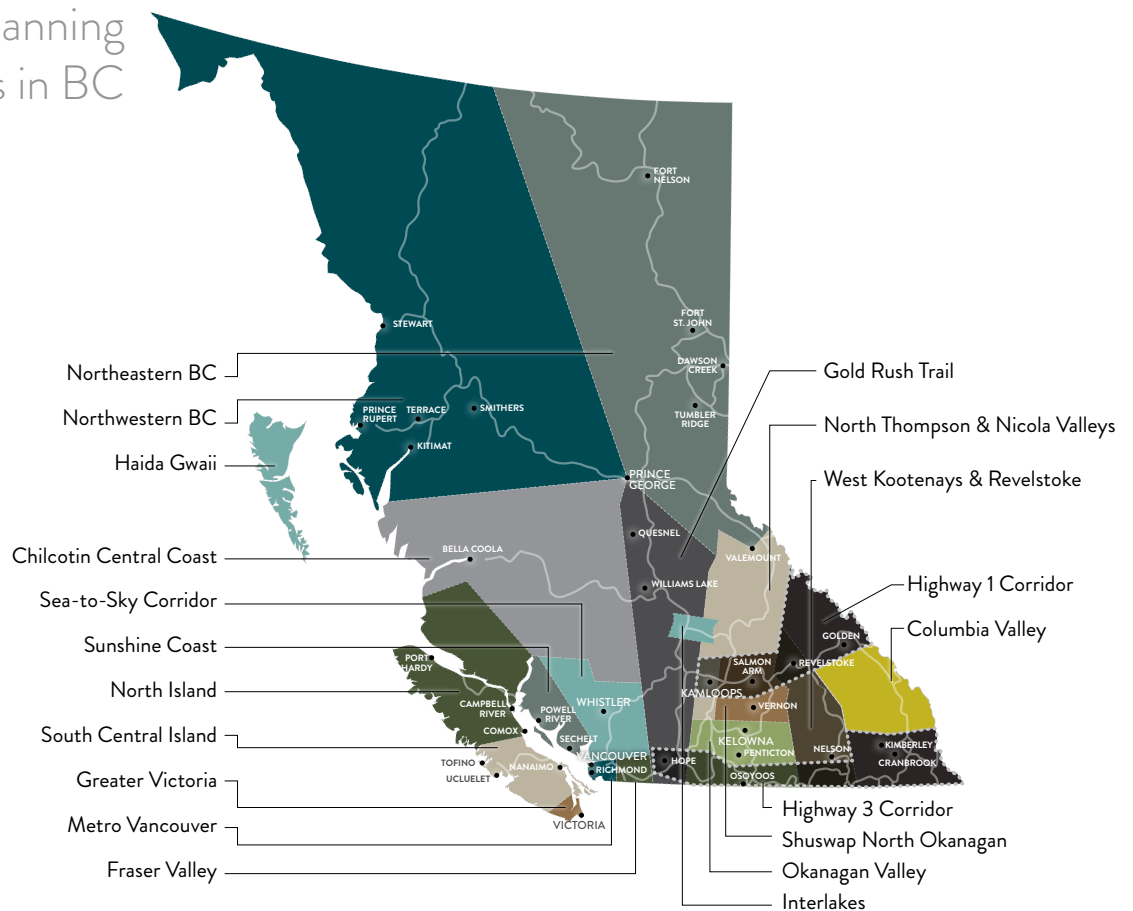 anning
s in BC
FORT
NELSON
FORT
ST. JOHN
STEWART
DAWSON
CREEK
Northeastern BC
Gold Rush Trail
Northwestern BC
PRINCE
RUPERT
TERRACE
SMITHERS
TUMBLER
RIDGE
North Thompson & Nicola Valleys
KITIMAT
Haida Gwaii
PRINCE
GEORGE
West Kootenays & Revelstoke
QUESNEL
Chilcotin Central Coast
BELLA COOLA
VALEMOUNT
WILLIAMS LAKE
Highway 1 Corridor
Sea-to-Sky Corridor
Columbia Valley
GOLDEN
Sunshine Coast
PORT
HARDY
SALMON
ARM
REVELSTOKE
North Island
KAMLOOPS
CAMPBELL
RIVER
WHISTLER
POWELL
RIVER
VERNON
COMOX
South Central Island
SECHELT
KELOWNA
NELSON
KIMBERLEY
TOFINO
VANCOUVER
PENTICTON
CRANBROOK
UCLUELET
NANAIMO
RICHMOND
HOPE
OSOYOOS
Greater Victoria
Highway 3 Corridor
VICTORIA
Metro Vancouver
Shuswap North Okanagan
Fraser Valley
Okanagan Valley
Interlakes